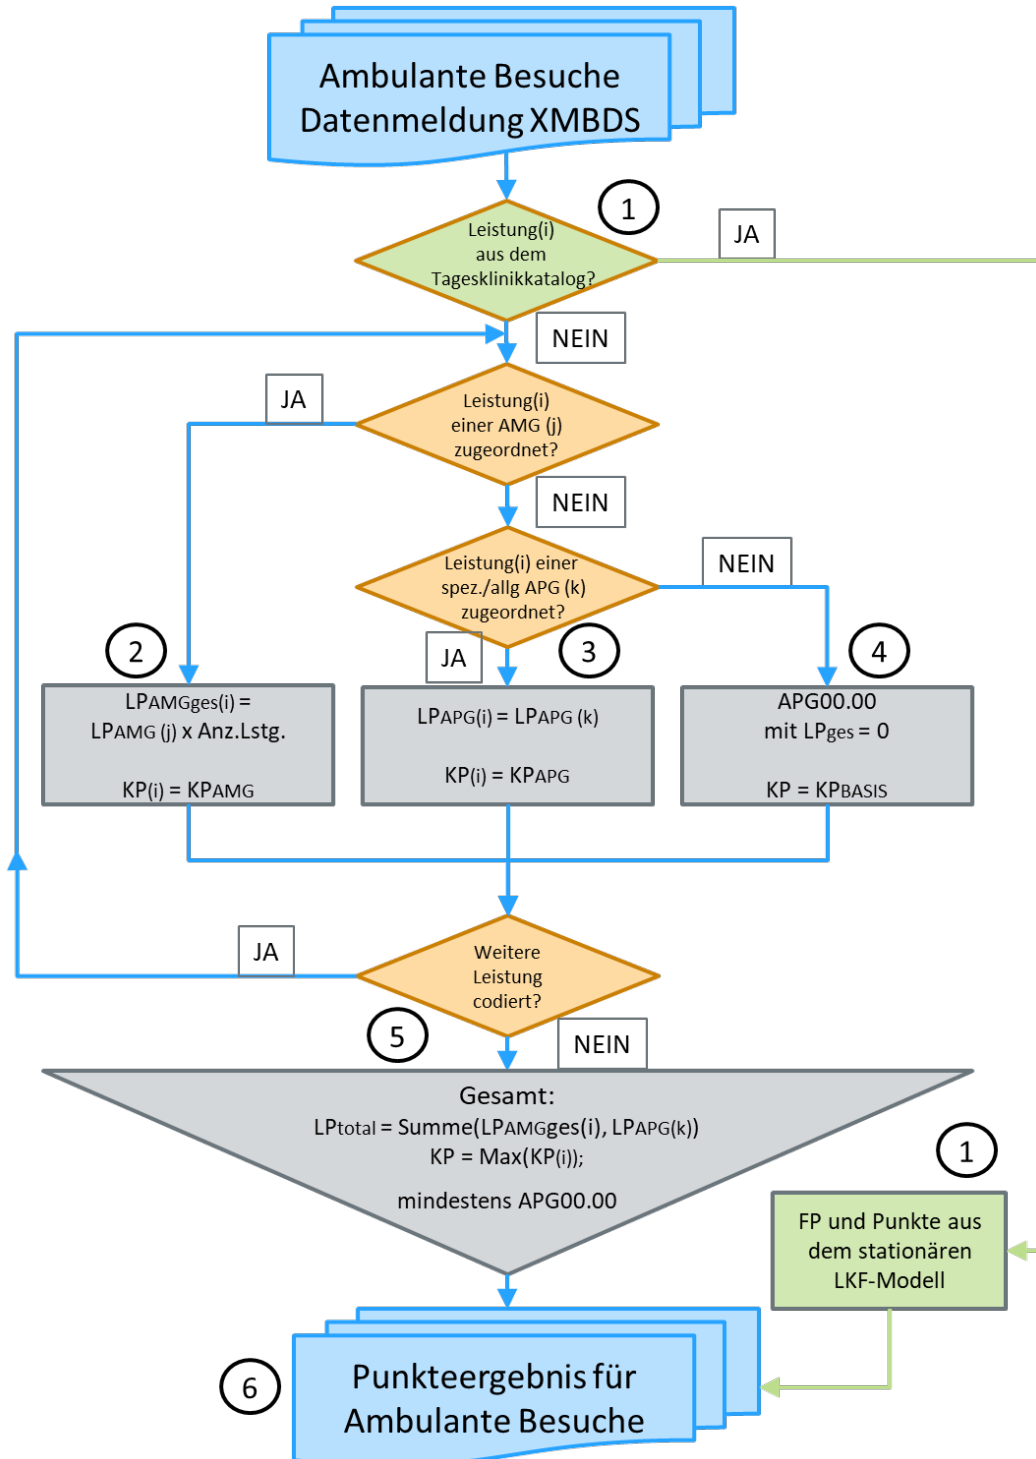 Ambulante Besuche
Datenmeldung XMBDS
1
Leistung(i)
aus dem
Tagesklinikkatalog?
JA
NEIN
JA
Leistung(i)
einer AMG (j)
zugeordnet?
NEIN
Leistung(i) einer
spez./allg APG (k)
zugeordnet?
NEIN
2
JA
3
4
LPAMGges(i) =
LPAMG (j) x Anz.Lstg.
KP(i) = KPAMG
LPAPG(i) = LPAPG (k)
KP(i) = KPAPG
APG00.00
mit LPges = 0
KP = KPBASIS
JA
Weitere
Leistung
codiert?
5
NEIN
Gesamt:
LPtotal = Summe(LPAMGges(i), LPAPG(k))
KP = Max(KP(i));
mindestens APG00.00
1
FP und Punkte aus
dem stationären
LKF-Modell
6
Punkteergebnis für
Ambulante Besuche